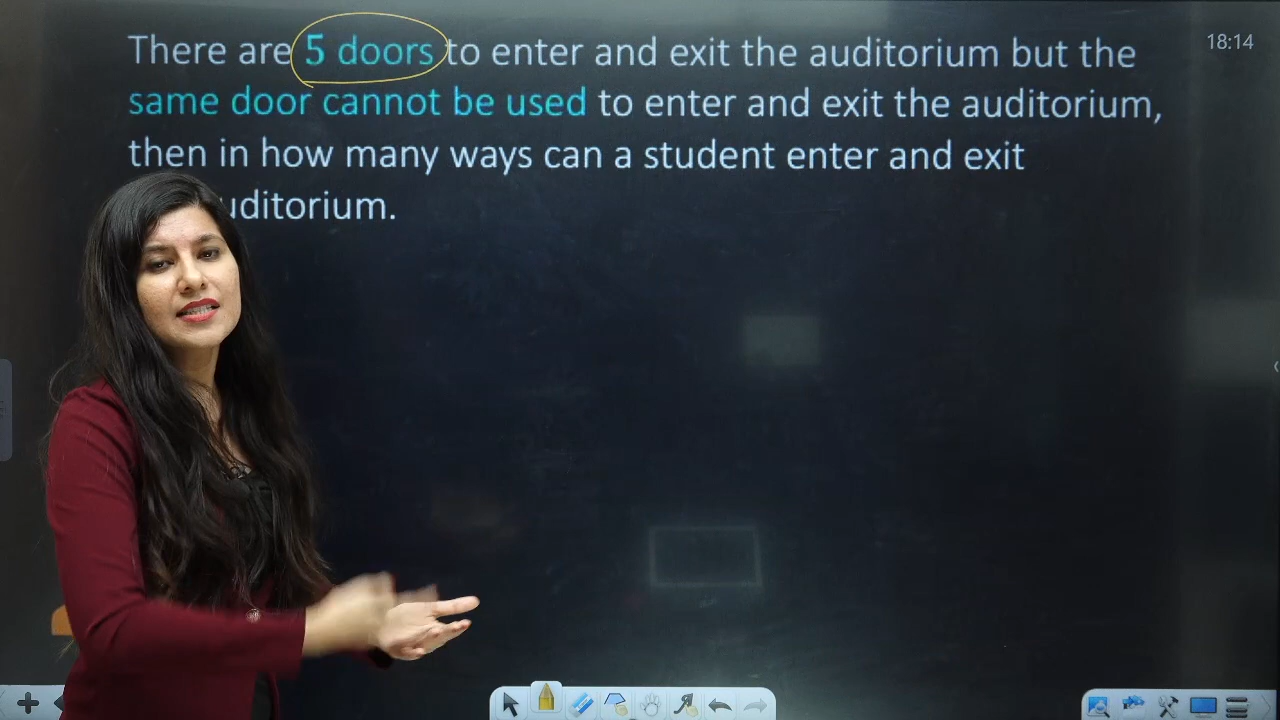 There are 5 doors to enter and exit the auditorium but the
same door cannot be used to enter and exit the auditorium,
then in how many ways can a student enter and exit
uditorium.
18:14